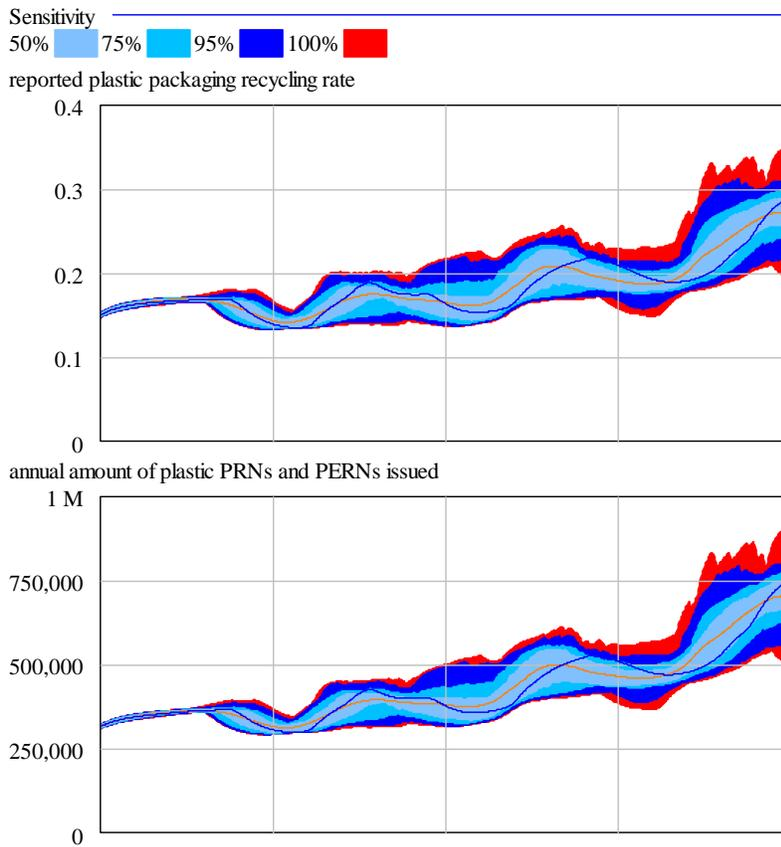 Sensitivity
50% 75% 95% 100%
reported plastic packaging recycling rate
0.4
0.3
0.2
0.1
0
annual amount of plastic PRNs and PERNs issued
1 M
750,000
500,000
250,000
0